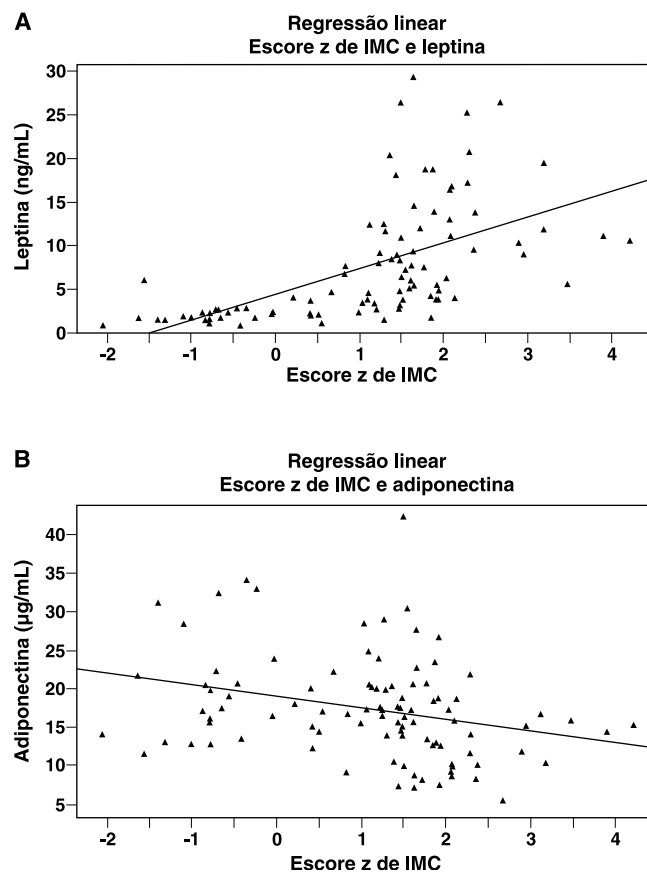 A
Regressão linear
Escore z de IMC e leptina
Leptina (ng/mL)
30
25
20
15
10
5
0
-2 -1 0 1 2 3 4
Escore z de IMC
B
Regressão linear
Escore z de IMC e adiponectina
Adiponectina (µg/mL)
40
35
30
25
20
15
10
5
-2 -1 0 1 2 3 4
Escore z de IMC